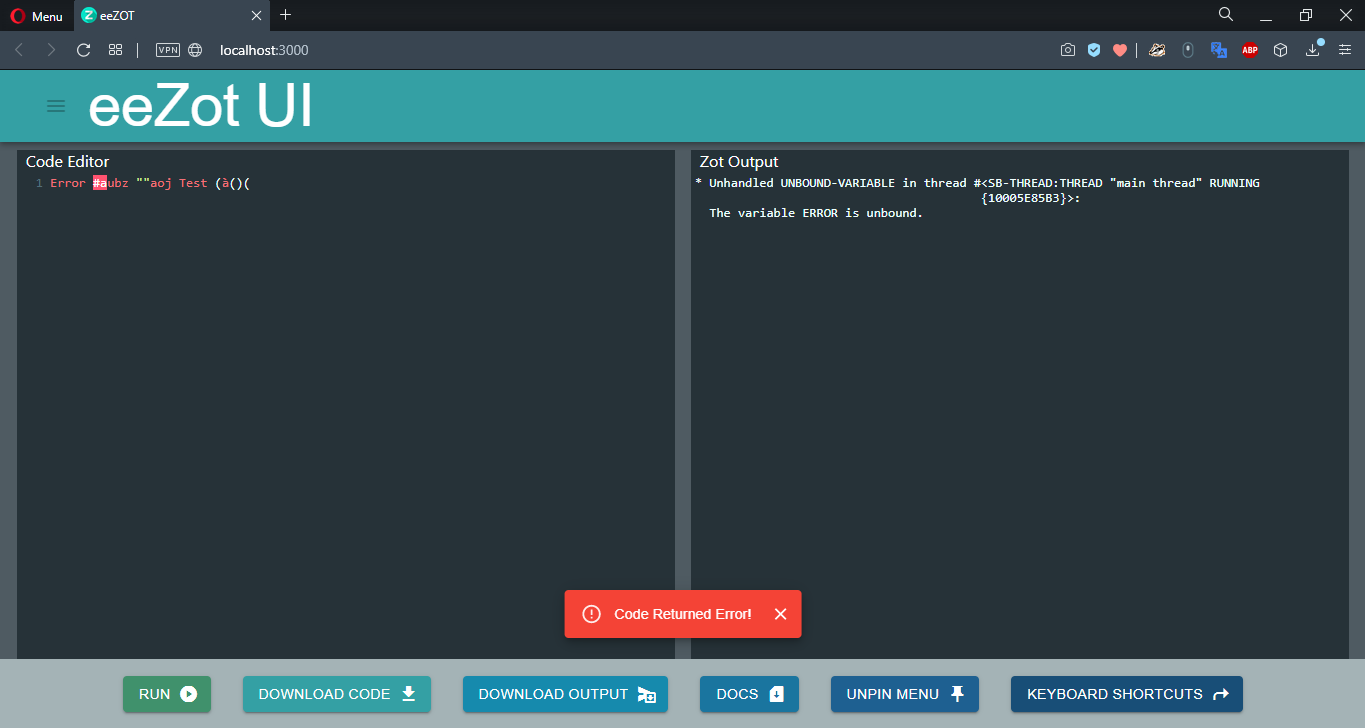 Menu
eeZOT
VPN
localhost:3000
ABP
eeZot UI
Code Editor
1 Error #aubz ""aoj Test (à()(
Zot Output
* Unhandled UNBOUND-VARIABLE in thread #<SB-THREAD:THREAD "main thread" RUNNING
{10005E85B3}>:
The variable ERROR is unbound.
Code Returned Error!
RUN
DOWNLOAD CODE
DOWNLOAD OUTPUT
DOCS
UNPIN MENU
KEYBOARD SHORTCUTS